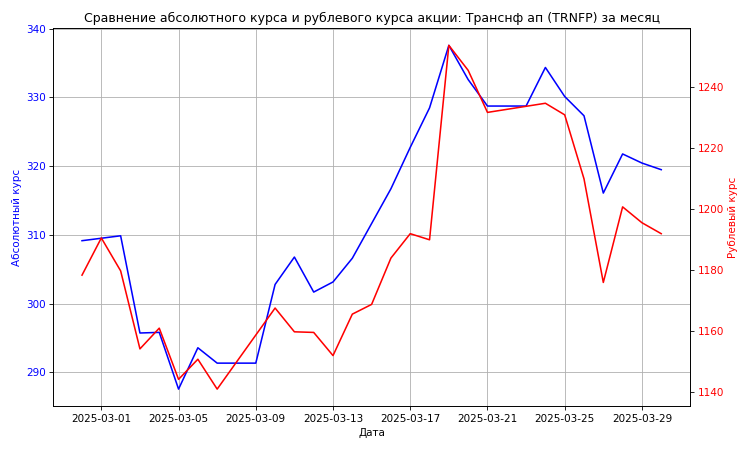 Сравнение абсолютного курса и рублевого курса акции: Транснф ап (TRNFP) за месяц
340
330
320
310
300
290
Абсолютный курс
1240
1220
1200
1180
1160
1140
Рублевый курс
2025-03-01 2025-03-05 2025-03-09 2025-03-13 2025-03-17 2025-03-21 2025-03-25 2025-03-29
Дата